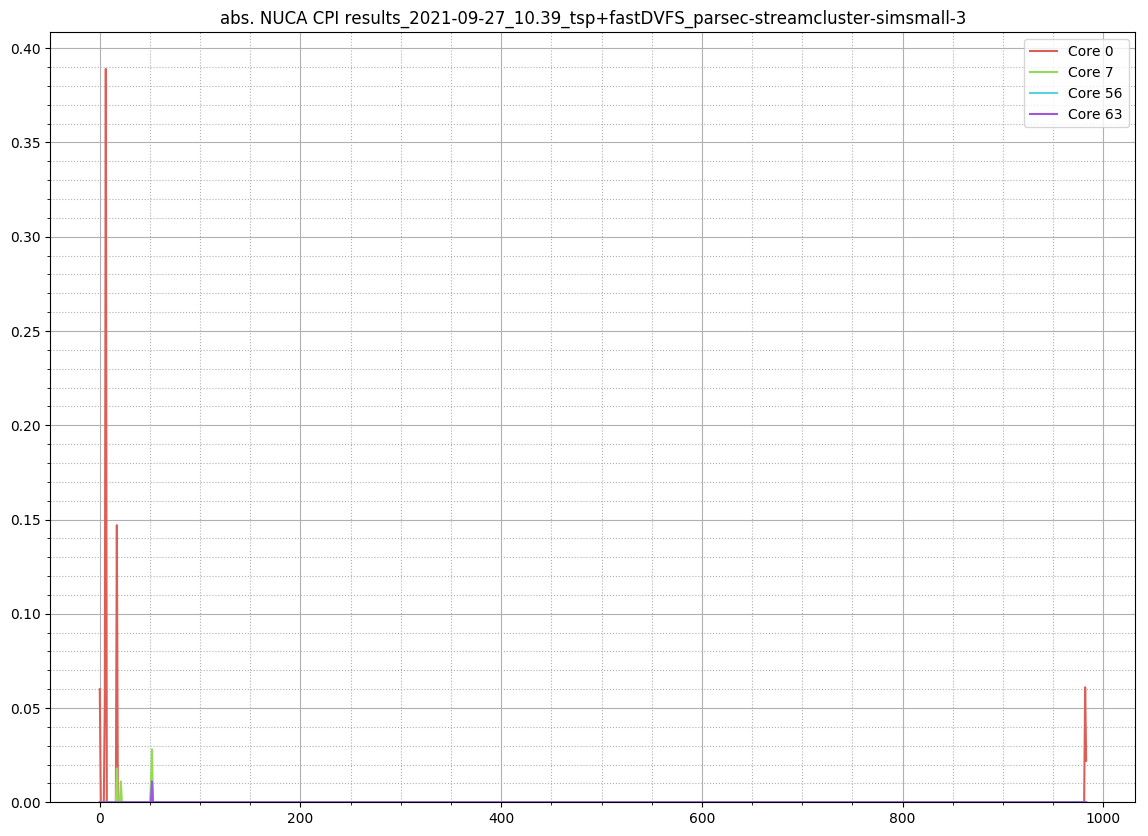 abs. NUCA CPI results_2021-09-27_10.39_tsp+fastDVFS_parsec-streamcluster-simsmall-3
Core 0
Core 7
Core 56
Core 63
0.40
0.35
0.30
0.25
0.20
0.15
0.10
0.05
0.00
0 200 400 600 800 1000